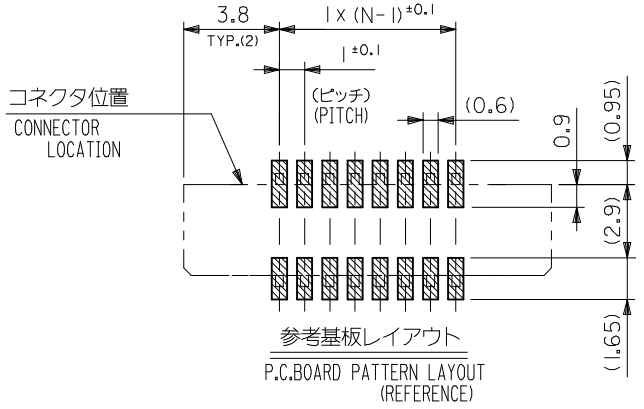 3.8
TYP.(2)
1×(N-1)±0.1
1±0.1
(ピッチ)
(PITCH)
(0.6)
0.9
(0.95)
コネクタ位置
CONNECTOR
LOCATION
(2.9)
(1.65)
参考基板レイアウト
P.C.BOARD PATTERN LAYOUT
(REFERENCE)